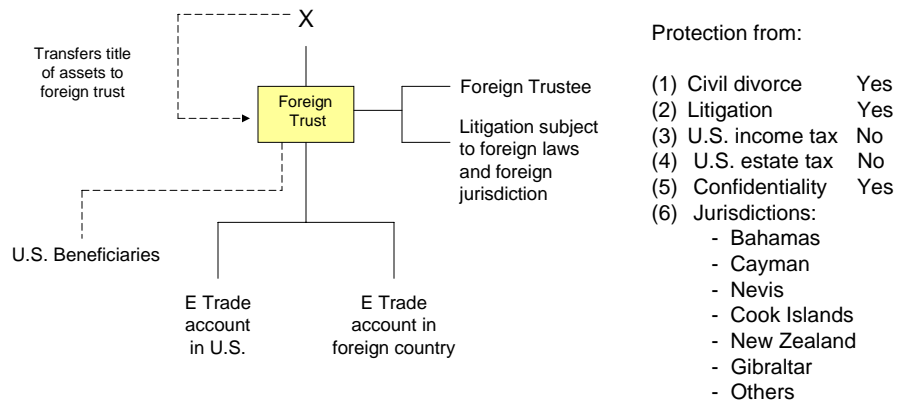 X
Transfers title
of assets to
foreign trust
Foreign
Trust
Foreign Trustee
Litigation subject
to foreign laws
and foreign
jurisdiction
U.S. Beneficiaries
E Trade
account
in U.S.
E Trade
account in
foreign country
Protection from:
(1) Civil divorce Yes
(2) Litigation Yes
(3) U.S. income tax No
(4) U.S. estate tax No
(5) Confidentiality Yes
(6) Jurisdictions:
- Bahamas
- Cayman
- Nevis
- Cook Islands
- New Zealand
- Gibraltar
- Others